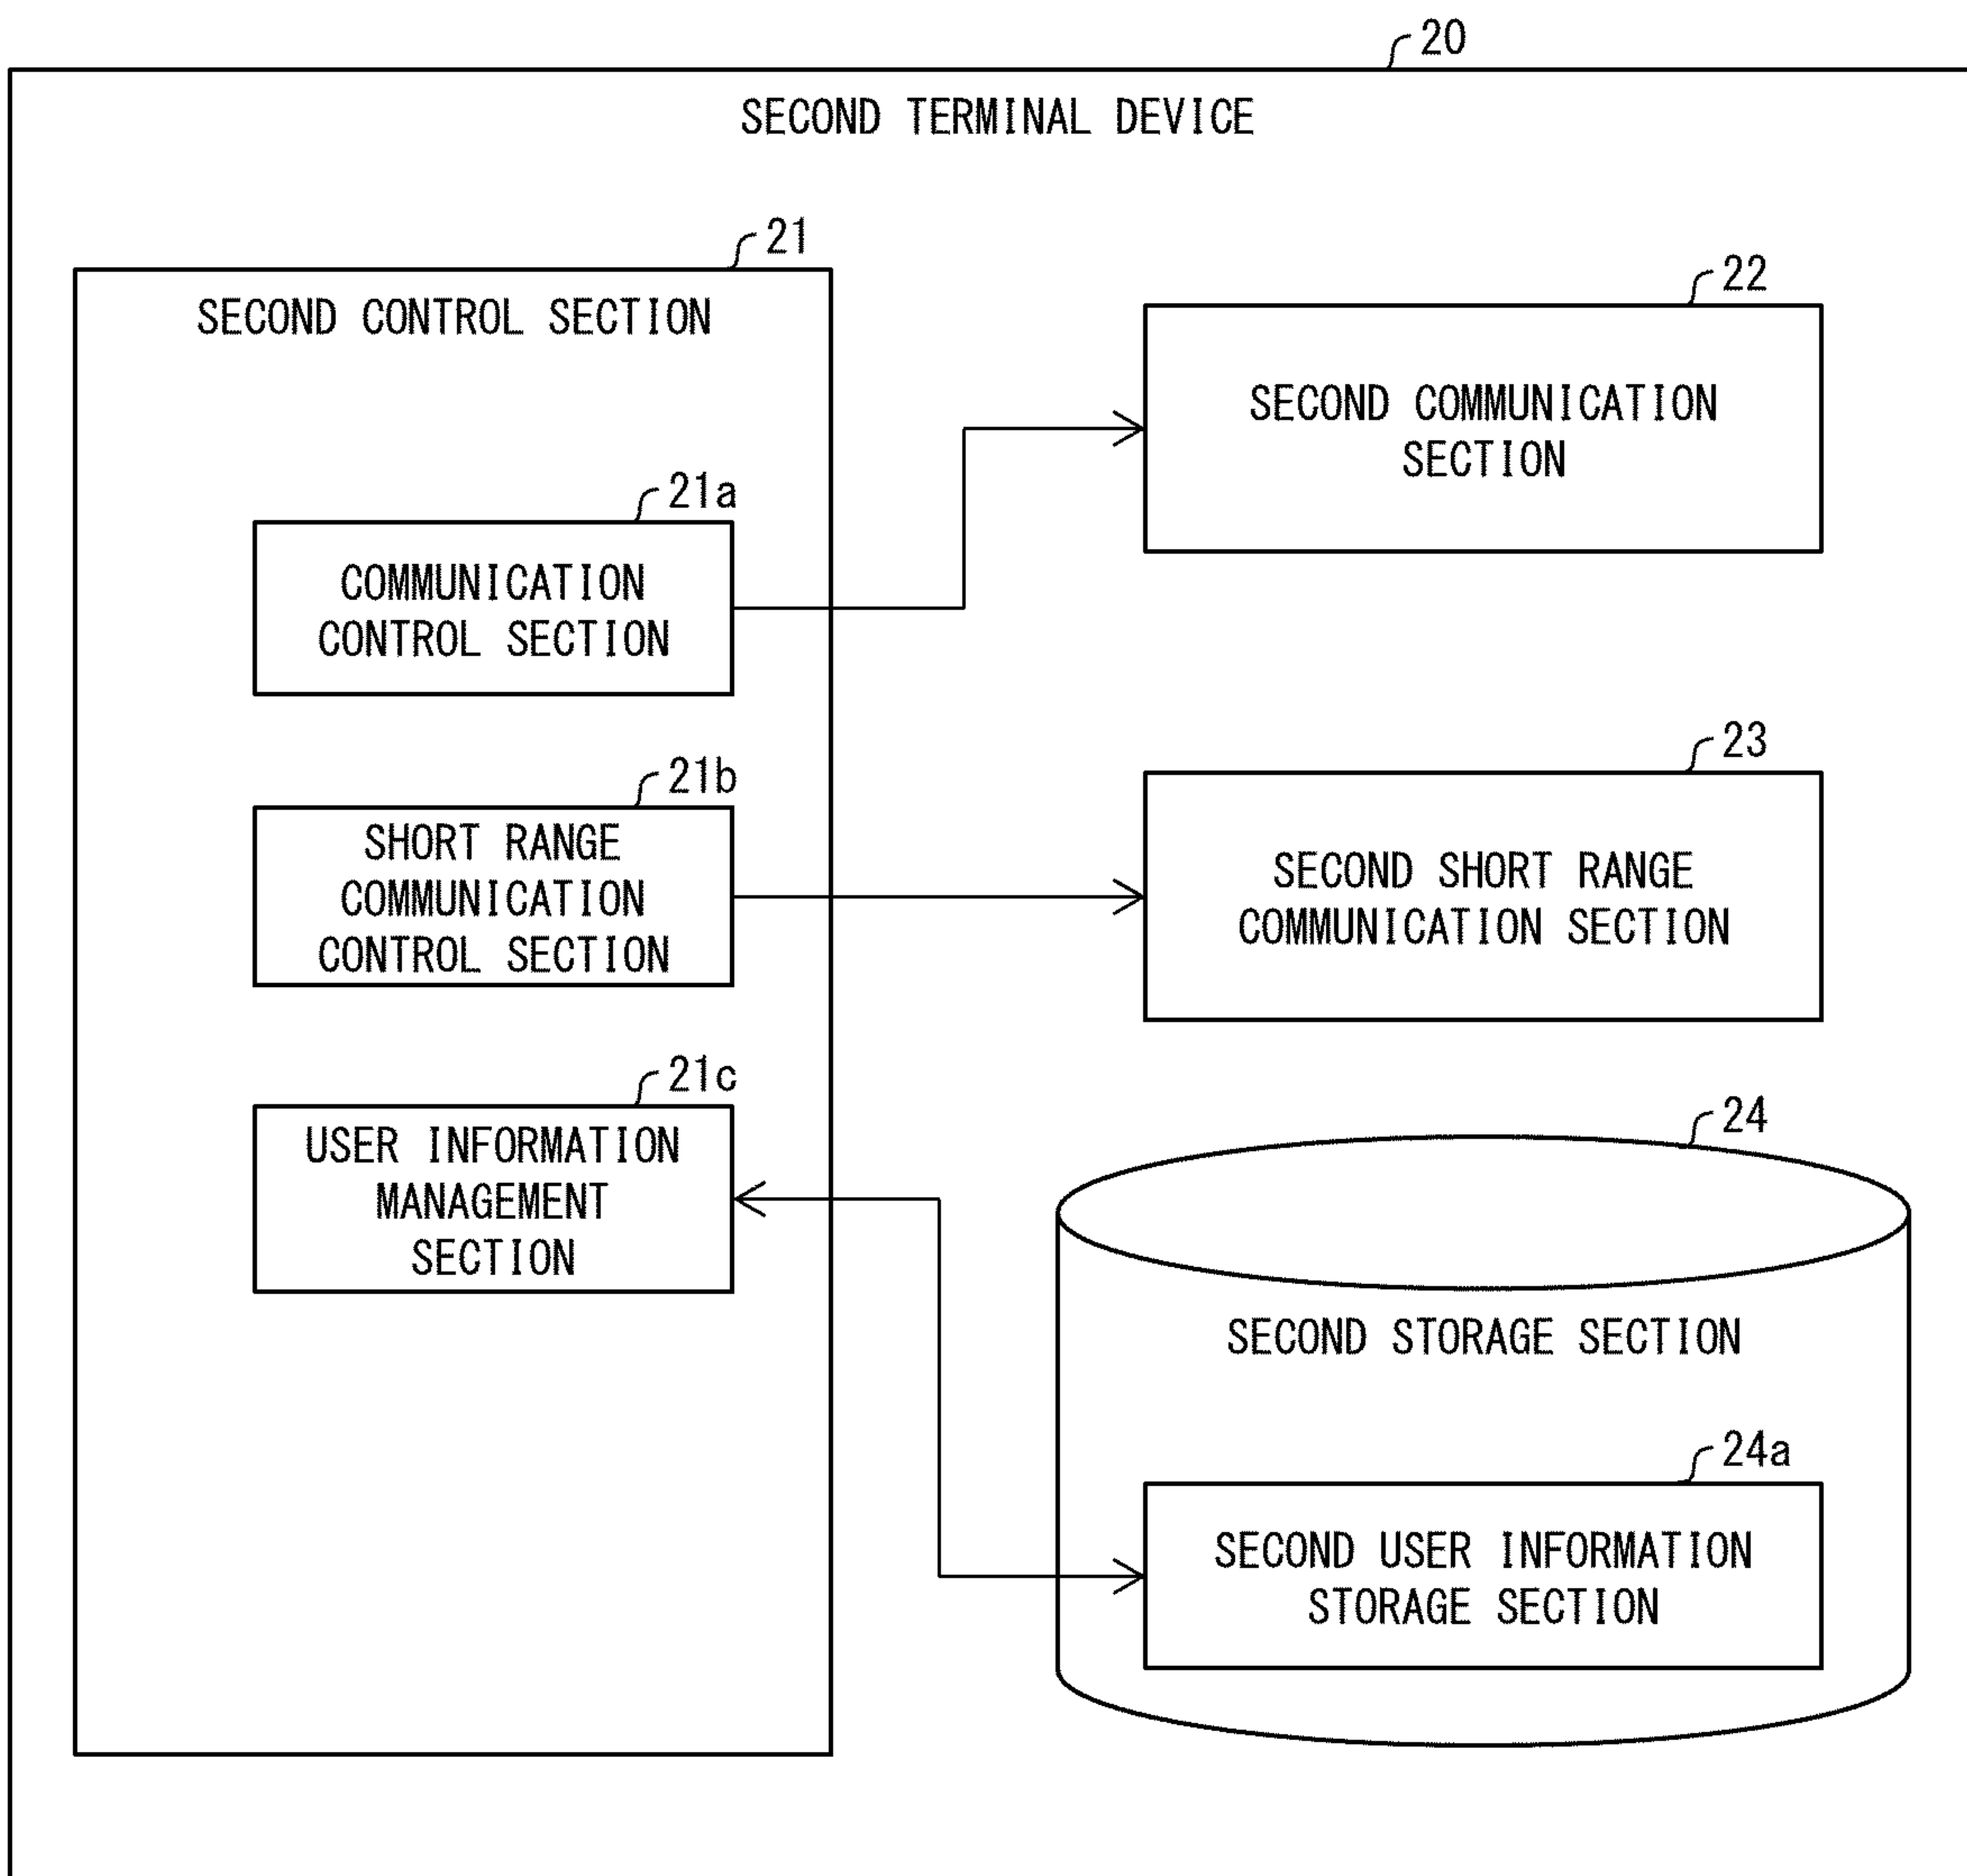 20
SECOND TERMINAL DEVICE
21
SECOND CONTROL SECTION
22
SECOND COMMUNICATION
SECTION
21a
COMMUNICATION
CONTROL SECTION
21b
SHORT RANGE
COMMUNICATION
CONTROL SECTION
23
SECOND SHORT RANGE
COMMUNICATION SECTION
21c
USER INFORMATION
MANAGEMENT
SECTION
24
SECOND STORAGE SECTION
24a
SECOND USER INFORMATION
STORAGE SECTION